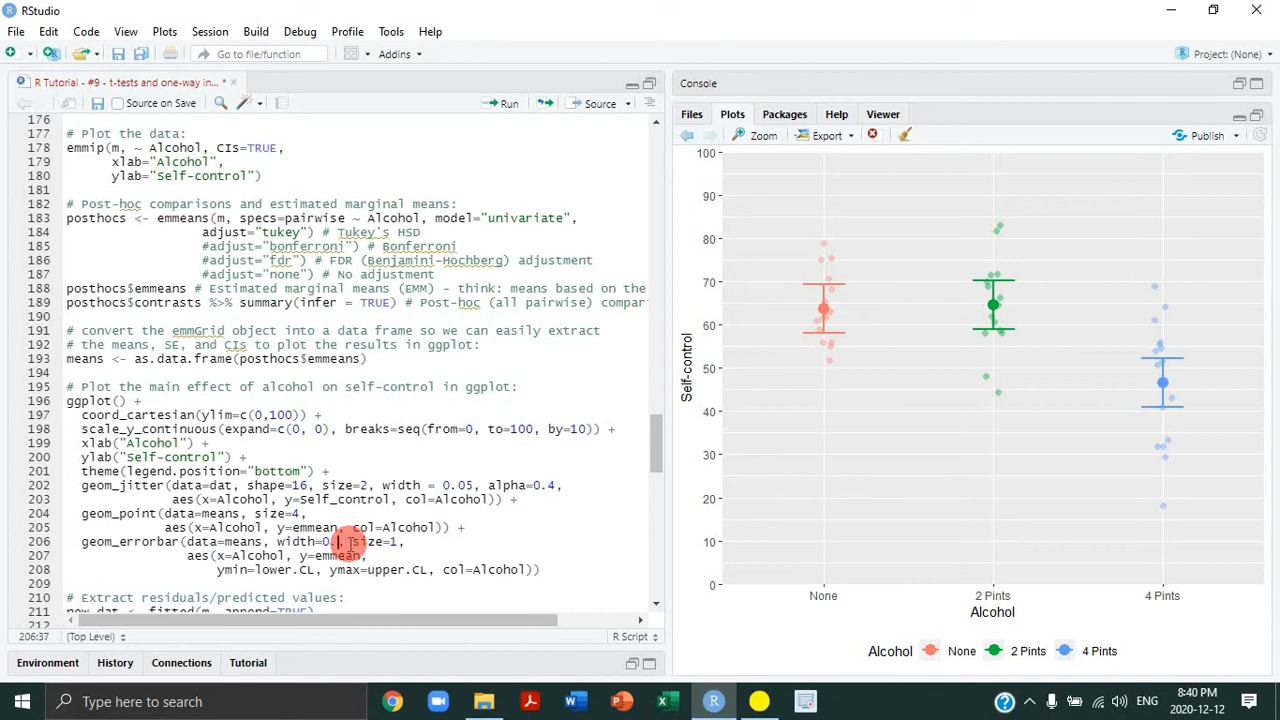 RStudio
File Edit Code View Plots Session Build Debug Profile Tools Help
Go to file/function Addins Project: (None)
R Tutorial - #9 - t-tests and one-way in... *
Source on Save Run Source
176
177 # Plot the data:
178 emmip(m, ~ Alcohol, CIs=TRUE,
179 xlab="Alcohol",
180 ylab="Self-control")
181
182 # Post-hoc comparisons and estimated marginal means:
183 posthocs <- emmeans(m, specs=pairwise ~ Alcohol, model="univariate",
184 adjust="tukey") # Tukey's HSD
185 #adjust="bonferroni") # Bonferroni
186 #adjust="fdr") # FDR (Benjamini-Hochberg) adjustment
187 #adjust="none") # No adjustment
188 posthocs$emmeans # Estimated marginal means (EMM) - think: means based on the
189 posthocs$contrasts %>% summary(infer = TRUE) # Post-hoc (all pairwise) compar
190
191 # convert the emmGrid object into a data frame so we can easily extract
192 # the means, SE, and CIs to plot the results in ggplot:
193 means <- as.data.frame(posthocs$emmeans)
194
195 # Plot the main effect of alcohol on self-control in ggplot:
196 ggplot() +
197 coord_cartesian(ylim=c(0,100)) +
198 scale_y_continuous(expand=c(0, 0), breaks=seq(from=0, to=100, by=10)) +
199 xlab("Alcohol") +
200 ylab("Self-control") +
201 theme(legend.position="bottom") +
202 geom_jitter(data=dat, shape=16, size=2, width = 0.05, alpha=0.4,
203 aes(x=Alcohol, y=Self_control, col=Alcohol)) +
204 geom_point(data=means, size=4,
205 aes(x=Alcohol, y=emmean, col=Alcohol)) +
206 geom_errorbar(data=means, width=0., size=1,
207 aes(x=Alcohol, y=emmean,
208 ymin=lower.CL, ymax=upper.CL, col=Alcohol))
209
210 # Extract residuals/predicted values:
211 new_dat <- fitted(m, append=TRUE)
212
206:37 (Top Level) R Script
Environment History Connections Tutorial
Console
Files Plots Packages Help Viewer
Zoom Export Publish
100
90
80
70
60
50
40
30
20
10
0
Self-control
None 2 Pints 4 Pints
Alcohol
Alcohol None 2 Pints 4 Pints
Type here to search
ENG
8:40 PM
2020-12-12